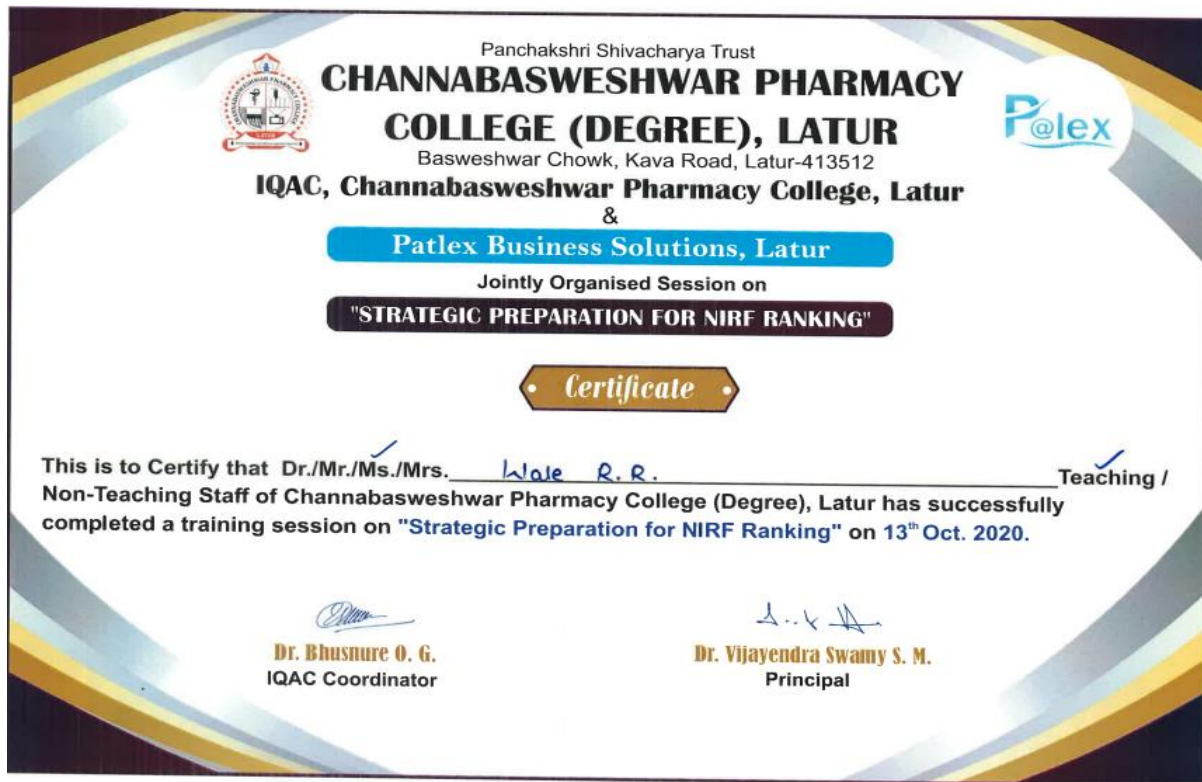 Panchakshri Shivacharya Trust
CHANNABASWESHWAR PHARMACY
COLLEGE (DEGREE), LATUR
Basweshwar Chowk, Kava Road, Latur-413512
IQAC, Channabasweshwar Pharmacy College, Latur
&
Patlex Business Solutions, Latur
Jointly Organised Session on
"STRATEGIC PREPARATION FOR NIRF RANKING"
Certificate
This is to Certify that Dr./Mr./Ms./Mrs. Wale R.R. Teaching /
Non-Teaching Staff of Channabasweshwar Pharmacy College (Degree), Latur has successfully
completed a training session on "Strategic Preparation for NIRF Ranking" on 13th Oct. 2020.
Dr. Bhusnure O. G.
IQAC Coordinator
Dr. Vijayendra Swamy S. M.
Principal
P@lex
LATUR